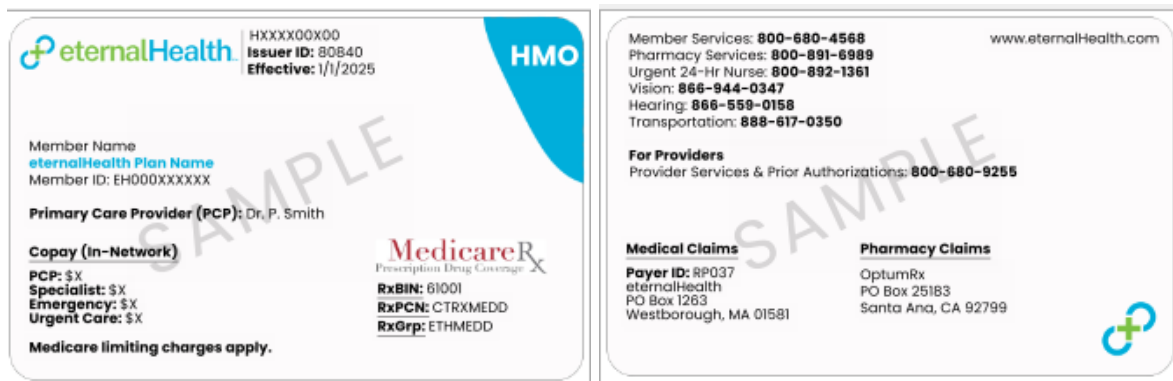 eternalHealth
HXXXX00X00
Issuer ID: 80840
Effective: 1/1/2025
HMO
Member Name
eternalHealth Plan Name
Member ID: EH000XXXXXX
Primary Care Provider (PCP): Dr. P. Smith
Copay (In-Network)
PCP: $X
Specialist: $X
Emergency: $X
Urgent Care: $X
Medicare limiting charges apply.
MedicareRx
Prescription Drug Coverage
RxBIN: 61001
RxPCN: CTRXMEDD
RxGrp: ETHMEDD
SAMPLE
Member Services: 800-680-4568
Pharmacy Services: 800-891-6989
Urgent 24-Hr Nurse: 800-892-1361
Vision: 866-944-0347
Hearing: 866-559-0158
Transportation: 888-617-0350
www.eternalHealth.com
For Providers
Provider Services & Prior Authorizations: 800-680-9255
Medical Claims
Payer ID: RP037
eternalHealth
PO Box 1263
Westborough, MA 01581
Pharmacy Claims
OptumRx
PO Box 25183
Santa Ana, CA 92799
SAMPLE